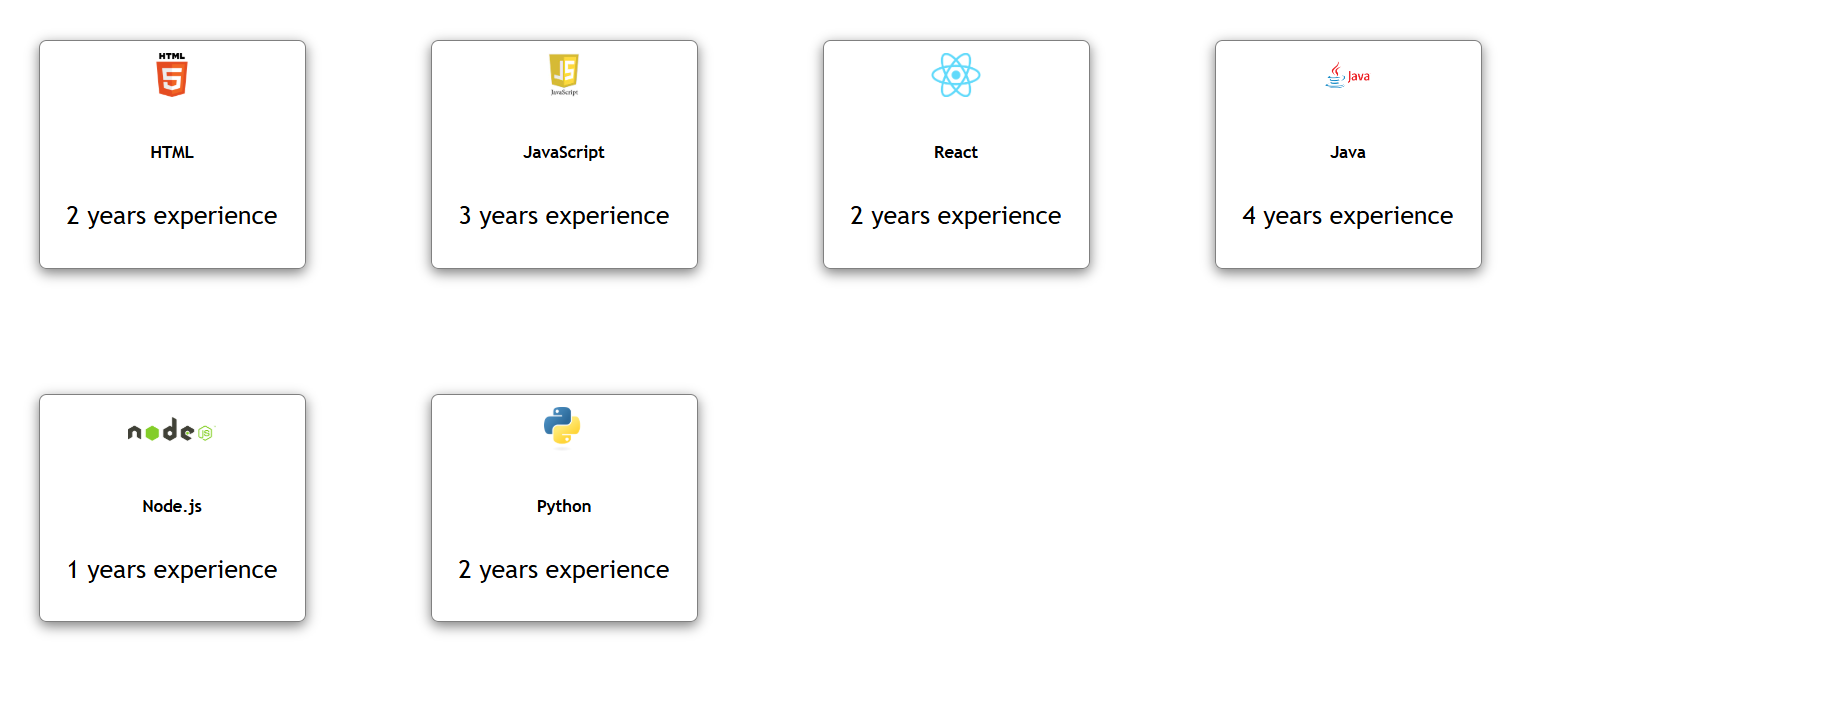 HTML
5
HTML
2 years experience
JS
JavaScript
JavaScript
3 years experience
React
2 years experience
Java
Java
4 years experience
node
JS
Node.js
1 years experience
Python
2 years experience